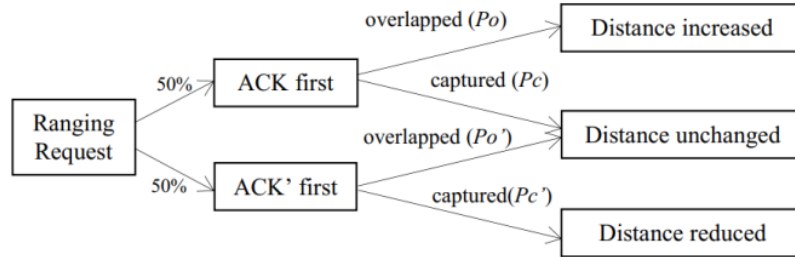 overlapped (Po)
Distance increased
50%
ACK first
captured (Pc)
Ranging
Request
overlapped (Po’)
Distance unchanged
50%
ACK’ first
captured(Pc’)
Distance reduced